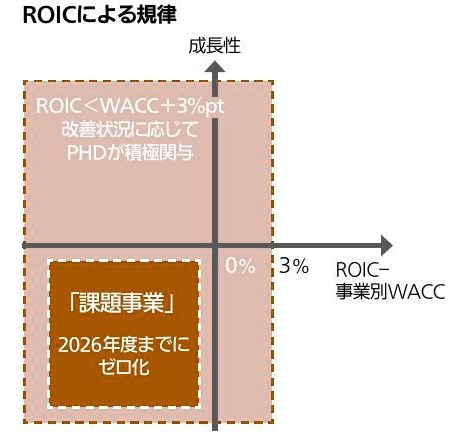 ROICによる規律
成長性
ROIC＜WACC＋3%pt
改善状況に応じて
PHDが積極関与
0%
3%
ROIC−
事業別WACC
「課題事業」
2026年度までに
ゼロ化